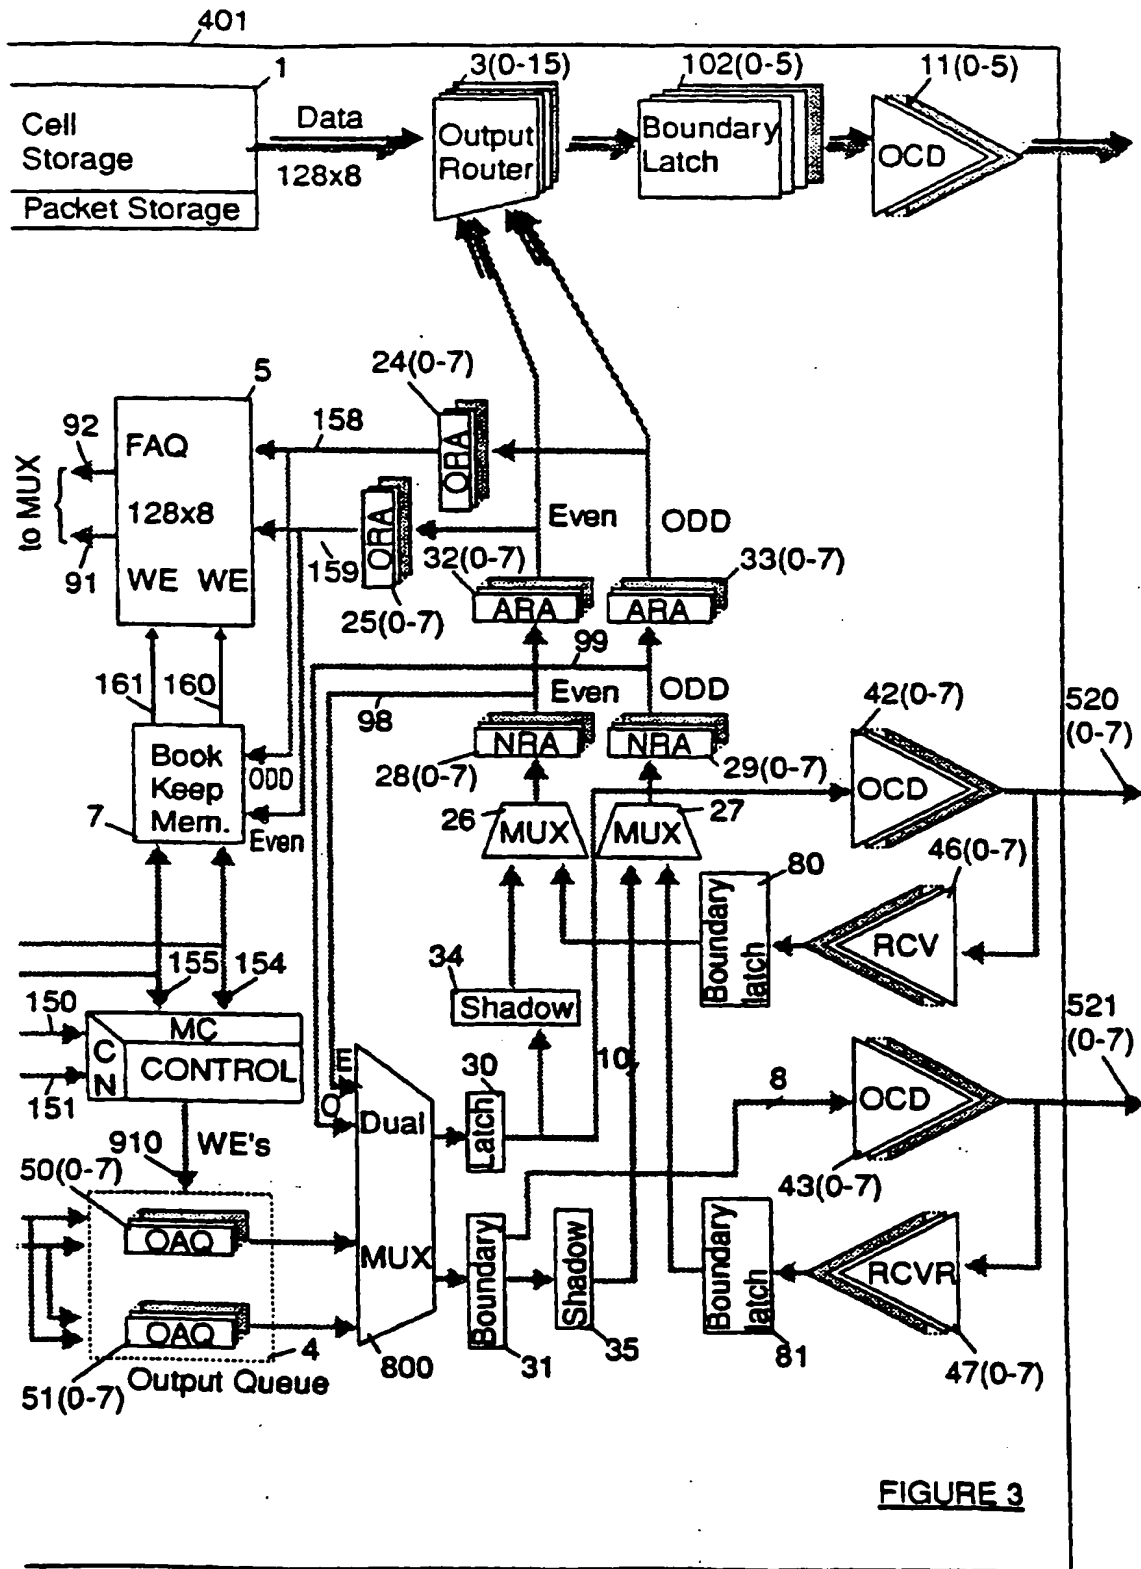 401
1
3(0-15)
102(0-5)
11(0-5)
Cell
Storage
Packet Storage
Data
128x8
Output
Router
Boundary
Latch
OCD
24(0-7)
5
92
158
FAQ
ORA
to MUX
128x8
Even
ODD
ORA
91
WE WE
159
32(0-7)
33(0-7)
25(0-7)
ARA
ARA
99
161
160
Even
ODD
98
42(0-7)
520
(0-7)
NRA
NRA
Book
Keep
Mem.
ODD
28(0-7)
29(0-7)
OCD
26
27
7
Even
MUX
MUX
46(0-7)
80
Boundary
latch
RCV
155
154
34
Shadow
150
MC
521
(0-7)
C
N
CONTROL
E
10
30
151
O
Dual
Latch
8
OCD
910
WE's
50(0-7)
43(0-7)
OAQ
MUX
Boundary
Shadow
Boundary
latch
RCVR
OAQ
4
800
31
35
81
47(0-7)
Output Queue
51(0-7)
FIGURE 3